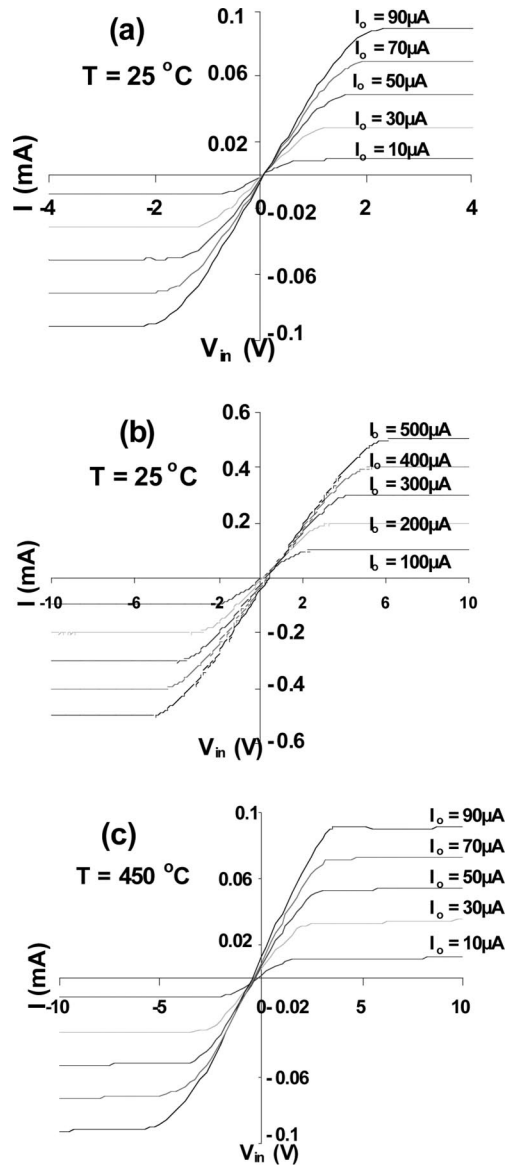 (a)
T = 25 °C
0.1
0.06
0.02
-0.02
-0.06
-0.1
I (mA)
-4
-2
0
2
4
V_in (V)
I_o = 90µA
I_o = 70µA
I_o = 50µA
I_o = 30µA
I_o = 10µA
(b)
T = 25 °C
0.6
0.4
0.2
-0.2
-0.4
-0.6
I (mA)
-10
-6
-2
2
6
10
V_in (V)
I_o = 500µA
I_o = 400µA
I_o = 300µA
I_o = 200µA
I_o = 100µA
(c)
T = 450 °C
0.1
0.06
0.02
-0.02
-0.06
-0.1
I (mA)
-10
-5
0
5
10
V_in (V)
I_o = 90µA
I_o = 70µA
I_o = 50µA
I_o = 30µA
I_o = 10µA